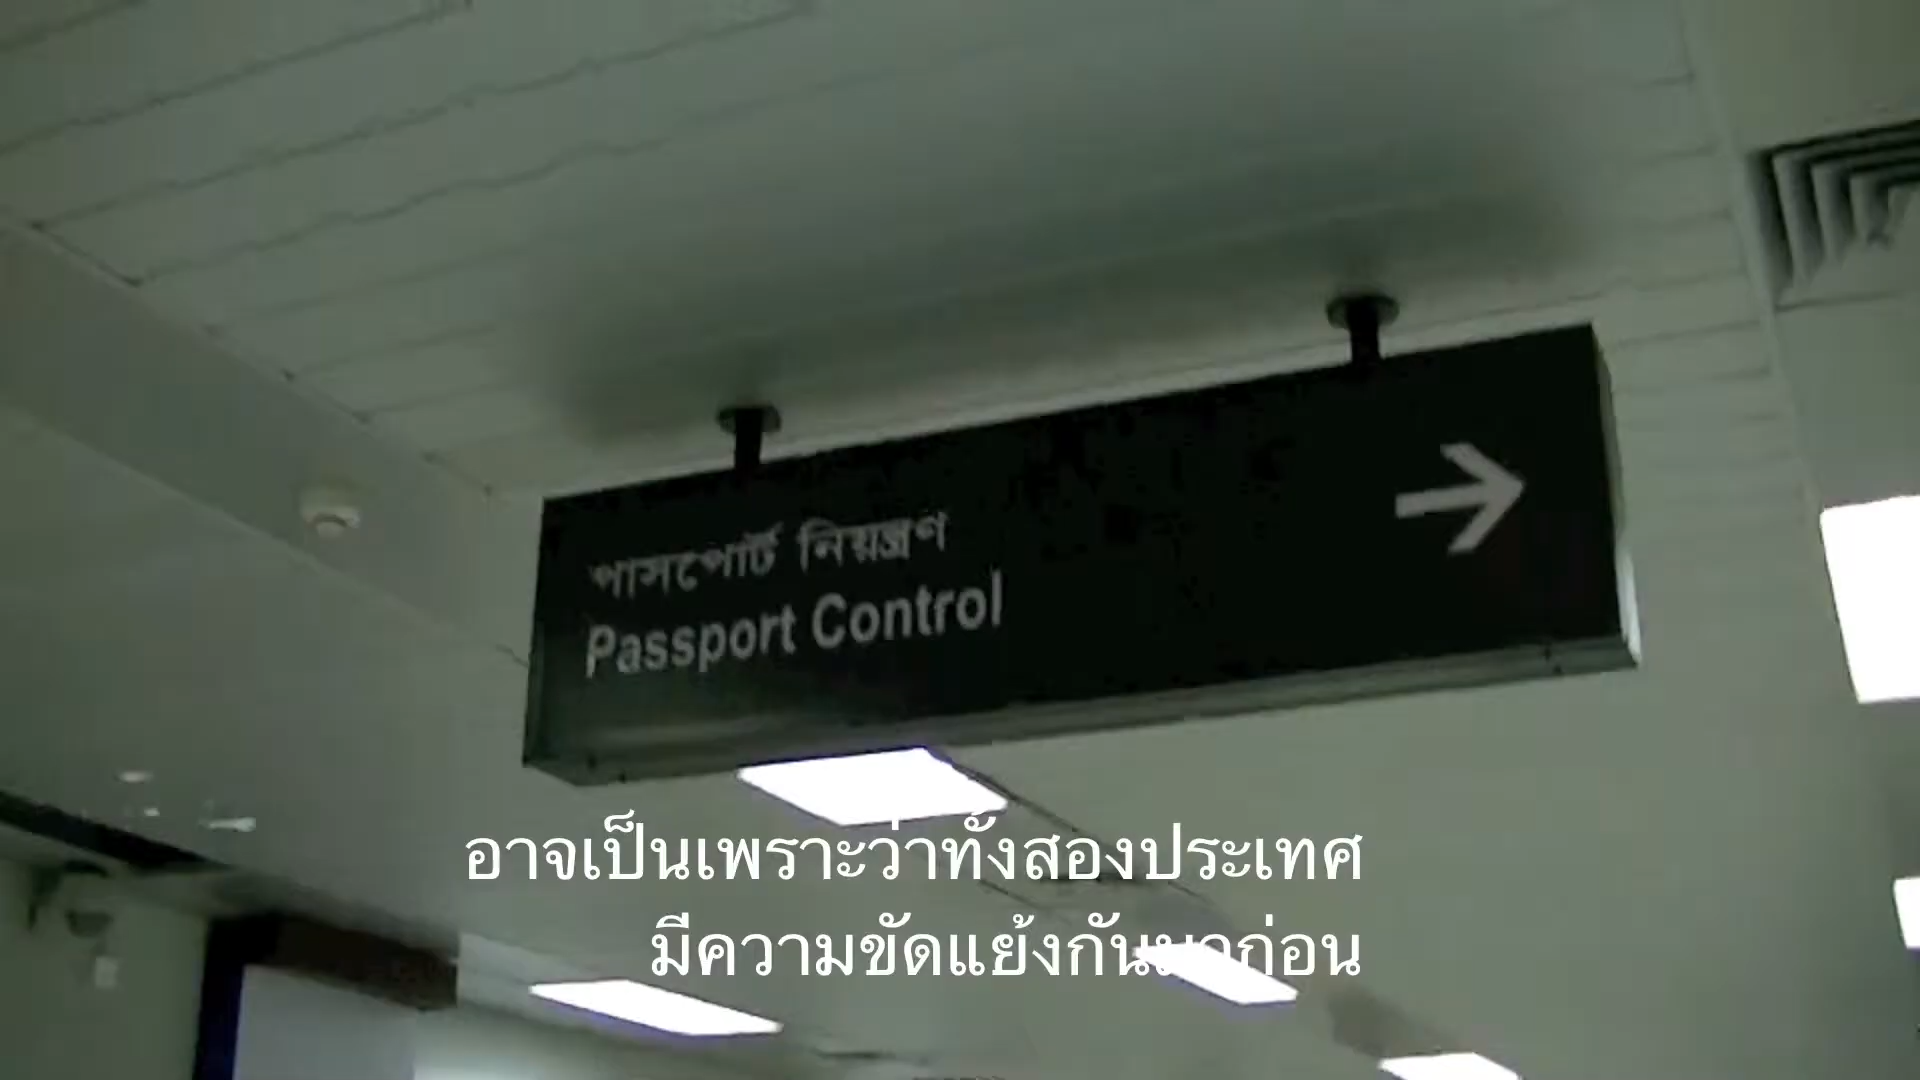 পাসপোর্ট নিয়ন্ত্রণ
Passport Control
อาจเป็นเพราะว่าทั้งสองประเทศ
มีความขัดแย้งกันมาก่อน